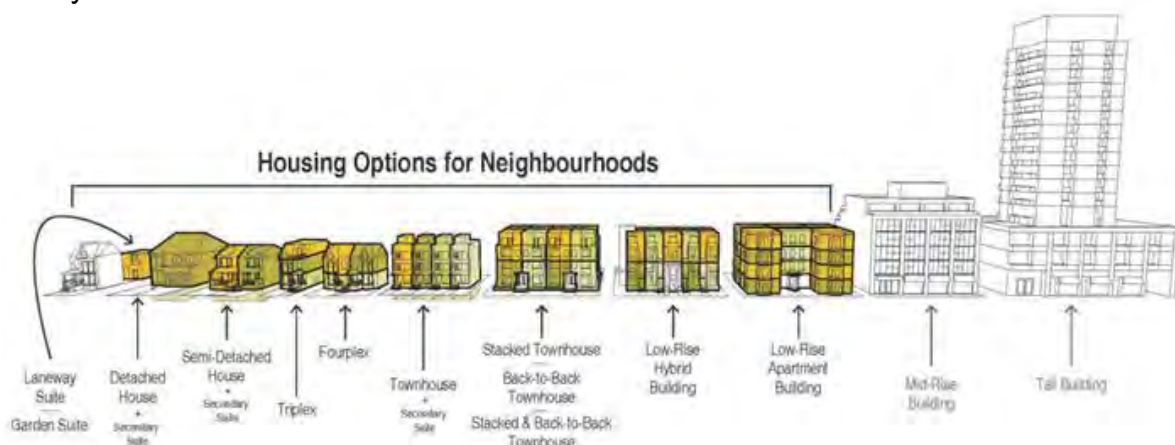 Housing Options for Neighbourhoods
Laneway
Suite
Garden Suite
Detached
House
+
Secondary
Suite
Semi-Detached
House
+
Secondary
Suite
Triplex
Fourplex
Townhouse
+
Secondary
Suite
Stacked Townhouse
Back-to-Back
Townhouse
Stacked & Back-to-Back
Townhouse
Low-Rise
Hybrid
Building
Low-Rise
Apartment
Building
Mid-Rise
Building
Tall Building